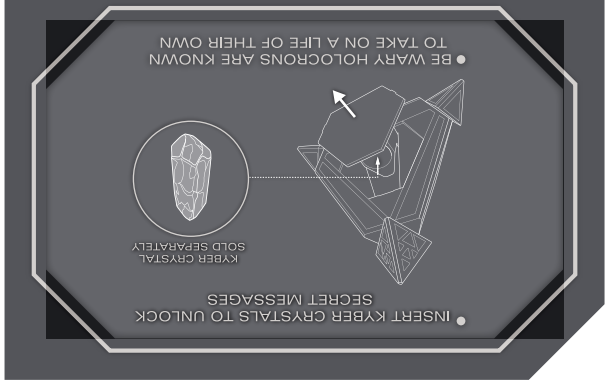 ● INSERT KYBER CRYSTALS TO UNLOCK
SECRET MESSAGES
KYBER CRYSTAL
SOLD SEPARATELY
● BE WARY HOLOCRONS ARE KNOWN
TO TAKE ON A LIFE OF THEIR OWN